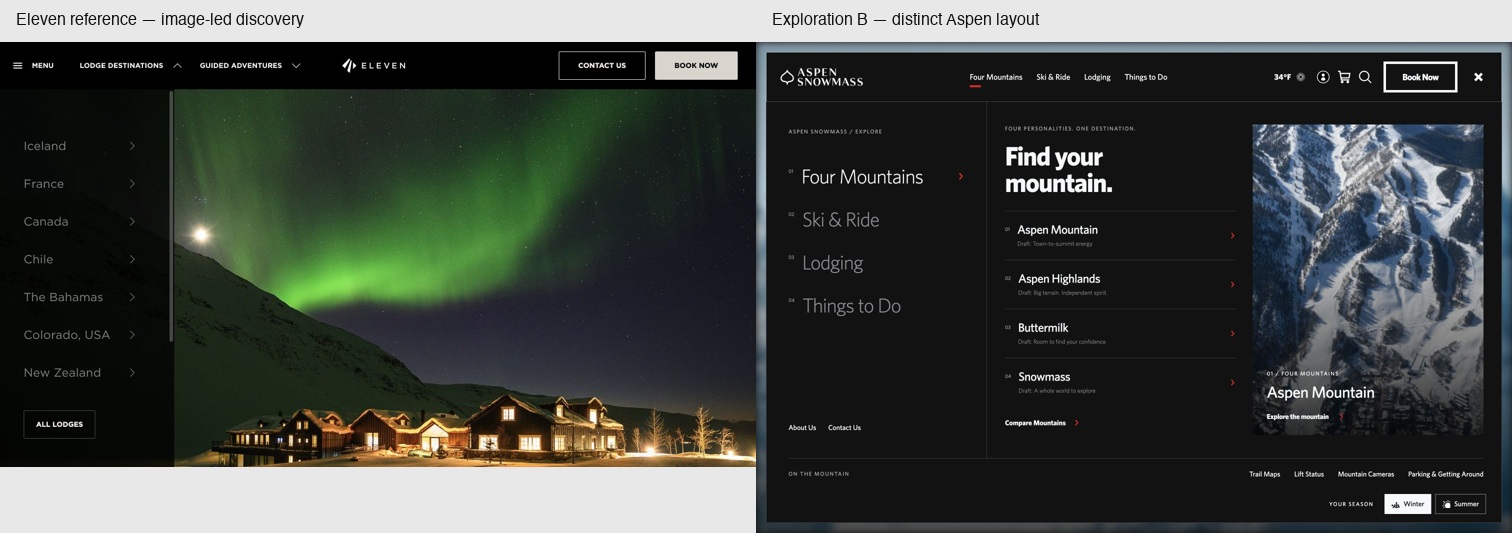 Eleven reference — image-led discovery
MENU
LODGE DESTINATIONS
GUIDED ADVENTURES
ELEVEN
CONTACT US
BOOK NOW
Iceland
France
Canada
Chile
The Bahamas
Colorado, USA
New Zealand
ALL LODGES
Exploration B — distinct Aspen layout
ASPEN
SNOWMASS
Four Mountains
Ski & Ride
Lodging
Things to Do
34°F
Book Now
ASPEN SNOWMASS / EXPLORE
01 Four Mountains
02 Ski & Ride
03 Lodging
04 Things to Do
About Us
Contact Us
FOUR PERSONALITIES. ONE DESTINATION.
Find your
mountain.
01 Aspen Mountain
Draft: Town-to-summit energy
02 Aspen Highlands
Draft: Big terrain. Independent spirit.
03 Buttermilk
Draft: Room to find your confidence
04 Snowmass
Draft: A whole world to explore
Compare Mountains
01 / FOUR MOUNTAINS
Aspen Mountain
Explore the mountain
ON THE MOUNTAIN
Trail Maps
Lift Status
Mountain Cameras
Parking & Getting Around
YOUR SEASON
Winter
Summer